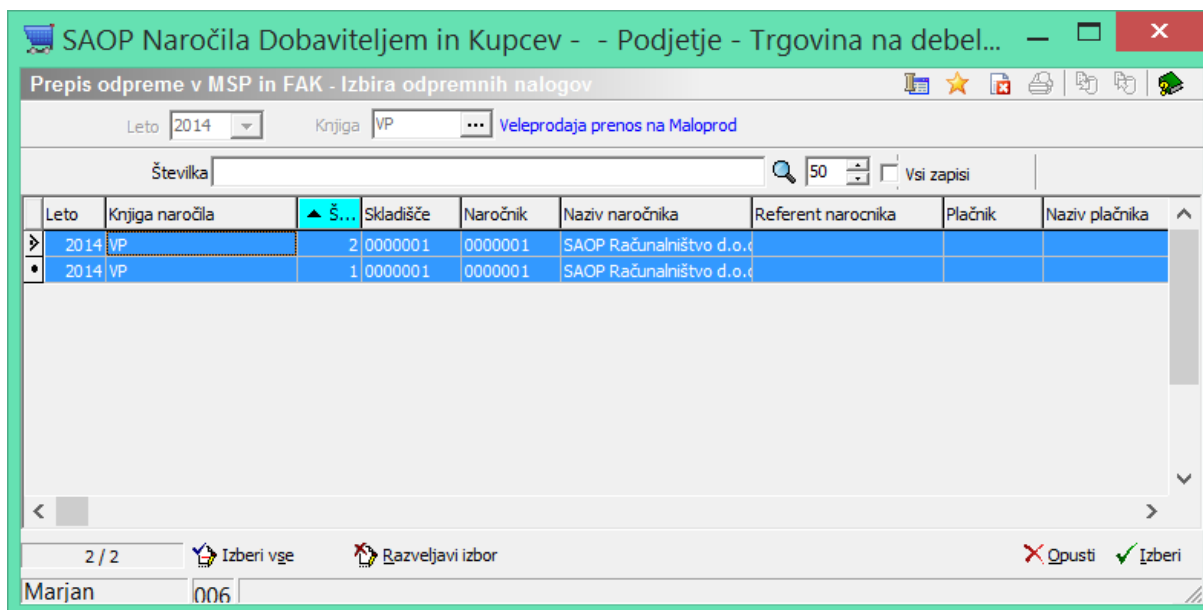 SAOP Naročila Dobaviteljem in Kupcev - - Podjetje - Trgovina na debel...
Prepis odpreme v MSP in FAK - Izbira odpremnih nalogov
Leto 2014 Knjiga VP ... Veleprodaja prenos na Maloprod
Številka 50 Vsi zapisi
Leto Knjiga naročila Š... Skladišče Naročnik Naziv naročnika Referent narocnika Plačnik Naziv plačnika
2014 VP 2 0000001 0000001 SAOP Računalništvo d.o.o
2014 VP 1 0000001 0000001 SAOP Računalništvo d.o.o
2 / 2 Izberi vse Razveljavi izbor Opusti Izberi
Marjan 006